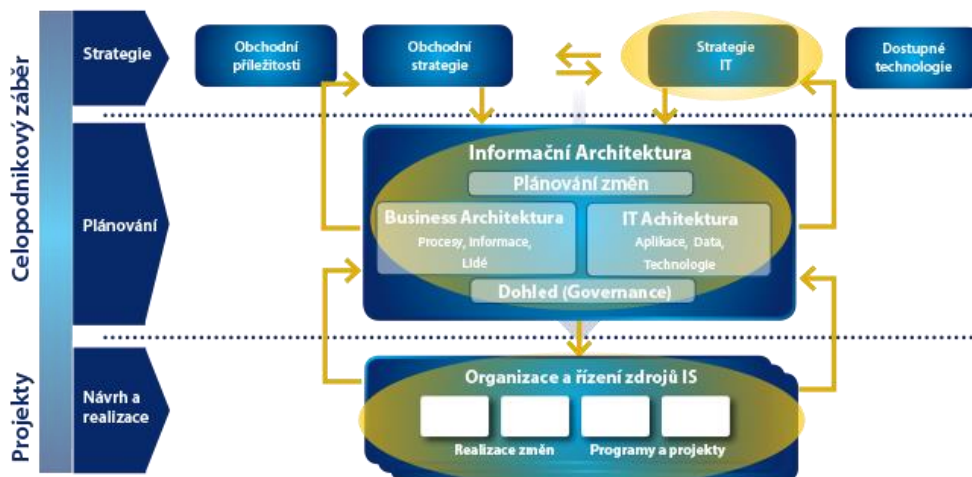 Celopodnikový záběr
Projekty
Strategie
Obchodní
příležitosti
Obchodní
strategie
Strategie
IT
Dostupné
technologie
Plánování
Informační Architektura
Plánování změn
Business Architektura
Procesy, Informace,
Lidé
IT Achitektura
Aplikace, Data,
Technologie
Dohled (Governance)
Návrh a
realizace
Organizace a řízení zdrojů IS
Realizace změn
Programy a projekty